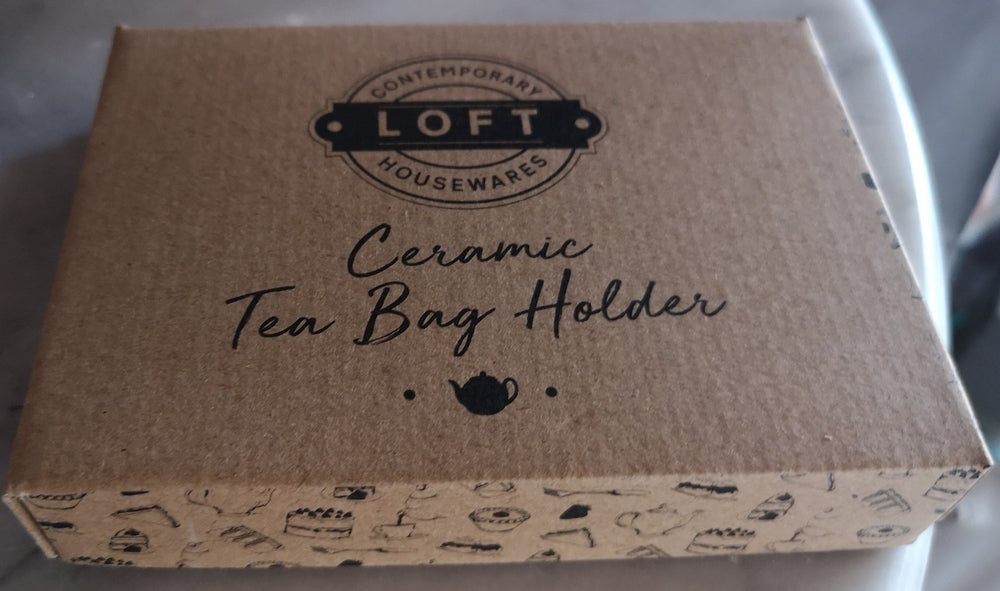 CONTEMPORARY
LOFT
HOUSEWARES
Ceramic
Tea Bag Holder